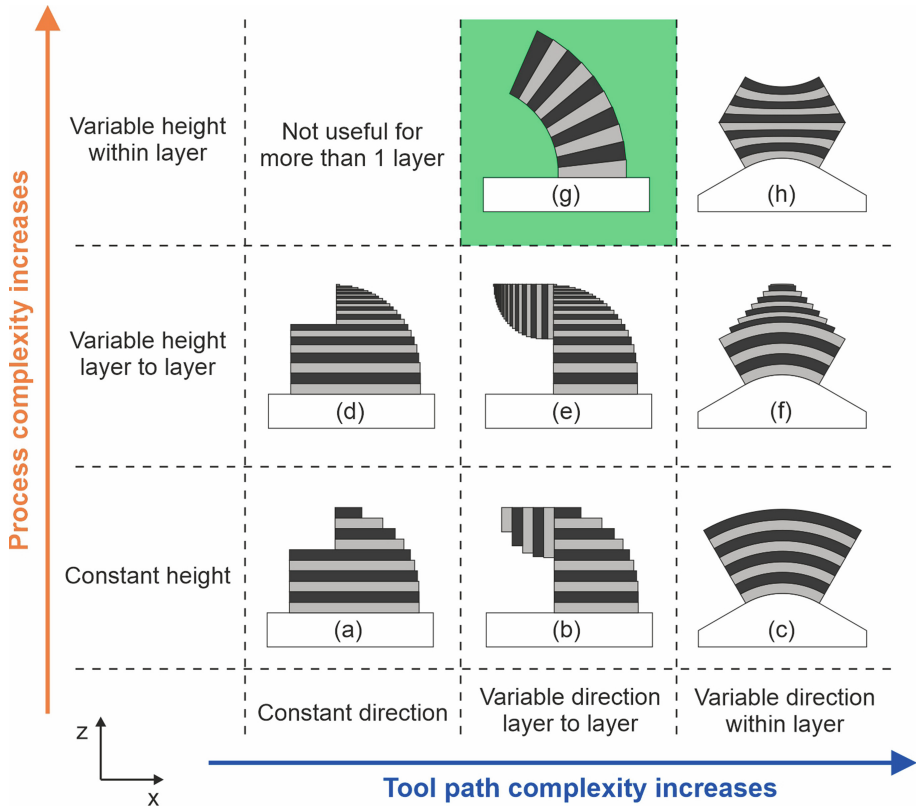 Process complexity increases
Variable height
within layer
Not useful for
more than 1 layer
(g)
(h)
Variable height
layer to layer
(d)
(e)
(f)
Constant height
(a)
(b)
(c)
Constant direction
Variable direction
layer to layer
Variable direction
within layer
z
x
Tool path complexity increases